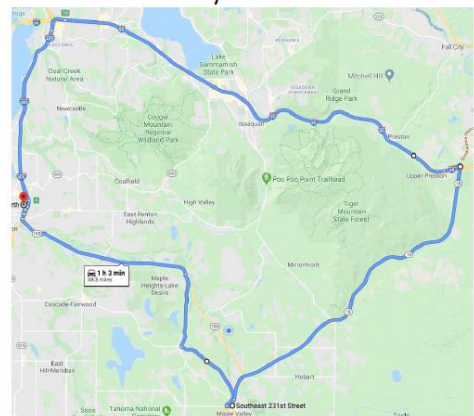 Fall City
Lake
Sammamish
State Park
Mitchell Hill
Coal Creek
Natural Area
Grand
Ridge Park
Newcastle
Issaquah
Preston
Cougar
Mountain
Regional
Wildland Park
Upper Preston
Coalfield
Poo Poo Point Trailhead
High Valley
Tiger
Mountain
State Forest
East Renton
Highlands
Mirrormont
1 h 3 min
48.8 miles
Maple
Heights-Lake
Desire
Cascade-Fairwood
East
Hill-Meridian
Hobart
Southeast 231st Street
Maple Valley
Tahoma National